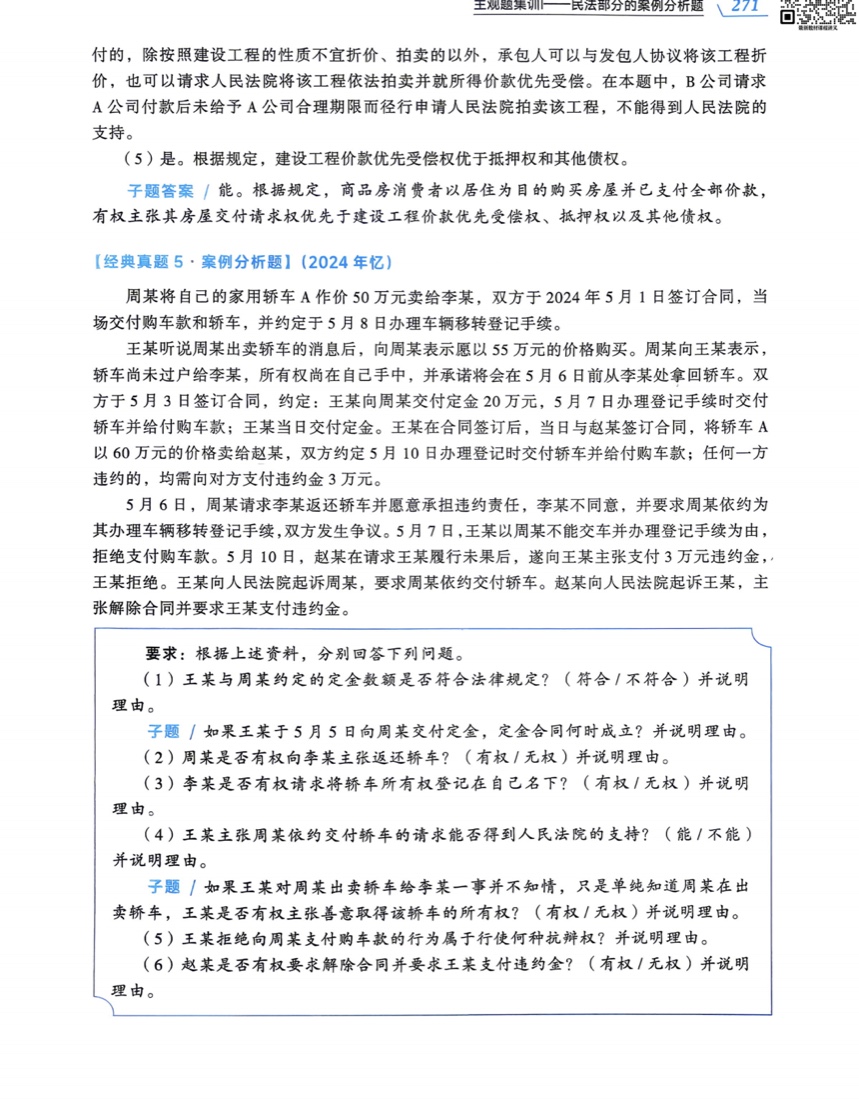 主观题集训Ⅰ——民法部分的案例分析题 271
付的，除按照建设工程的性质不宜折价、拍卖的以外，承包人可以与发包人协议将该工程折
价，也可以请求人民法院将该工程依法拍卖并就所得价款优先受偿。在本题中，B 公司请求
A 公司付款后未给予 A 公司合理期限而径行申请人民法院拍卖该工程，不能得到人民法院的
支持。
（5）是。根据规定，建设工程价款优先受偿权优于抵押权和其他债权。
子题答案 / 能。根据规定，商品房消费者以居住为目的购买房屋并已支付全部价款，
有权主张其房屋交付请求权优先于建设工程价款优先受偿权、抵押权以及其他债权。
【经典真题 5·案例分析题】（2024 年忆）
周某将自己的家用轿车 A 作价 50 万元卖给李某，双方于 2024 年 5 月 1 日签订合同，当
场交付购车款和轿车，并约定于 5 月 8 日办理车辆移转登记手续。
王某听说周某出卖轿车的消息后，向周某表示愿以 55 万元的价格购买。周某向王某表示，
轿车尚未过户给李某，所有权尚在自己手中，并承诺将会在 5 月 6 日前从李某处拿回轿车。双
方于 5 月 3 日签订合同，约定：王某向周某交付定金 20 万元，5 月 7 日办理登记手续时交付
轿车并给付购车款；王某当日交付定金。王某在合同签订后，当日与赵某签订合同，将轿车 A
以 60 万元的价格卖给赵某，双方约定 5 月 10 日办理登记时交付轿车并给付购车款；任何一方
违约的，均需向对方支付违约金 3 万元。
5 月 6 日，周某请求李某返还轿车并愿意承担违约责任，李某不同意，并要求周某依约为
其办理车辆移转登记手续，双方发生争议。5 月 7 日，王某以周某不能交车并办理登记手续为由，
拒绝支付购车款。5 月 10 日，赵某在请求王某履行未果后，遂向王某主张支付 3 万元违约金，
王某拒绝。王某向人民法院起诉周某，要求周某依约交付轿车。赵某向人民法院起诉王某，主
张解除合同并要求王某支付违约金。
要求：根据上述资料，分别回答下列问题。
（1）王某与周某约定的定金数额是否符合法律规定？（符合 / 不符合）并说明
理由。
子题 / 如果王某于 5 月 5 日向周某交付定金，定金合同何时成立？并说明理由。
（2）周某是否有权向李某主张返还轿车？（有权 / 无权）并说明理由。
（3）李某是否有权请求将轿车所有权登记在自己名下？（有权 / 无权）并说明
理由。
（4）王某主张周某依约交付轿车的请求能否得到人民法院的支持？（能 / 不能）
并说明理由。
子题 / 如果王某对周某出卖轿车给李某一事并不知情，只是单纯知道周某在出
卖轿车，王某是否有权主张善意取得该轿车的所有权？（有权 / 无权）并说明理由。
（5）王某拒绝向周某支付购车款的行为属于行使何种抗辩权？并说明理由。
（6）赵某是否有权要求解除合同并要求王某支付违约金？（有权 / 无权）并说明
理由。